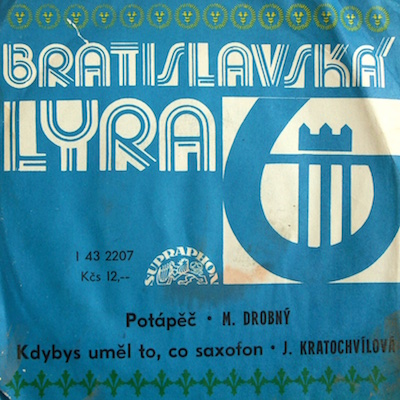 BRATISLAVSKÁ
LYRA
1 43 2207
Kčs 12,--
SUPRAPHON
Potápěč · M. DROBNÝ
Kdybys uměl to, co saxofon · J. KRATOCHVÍLOVÁ